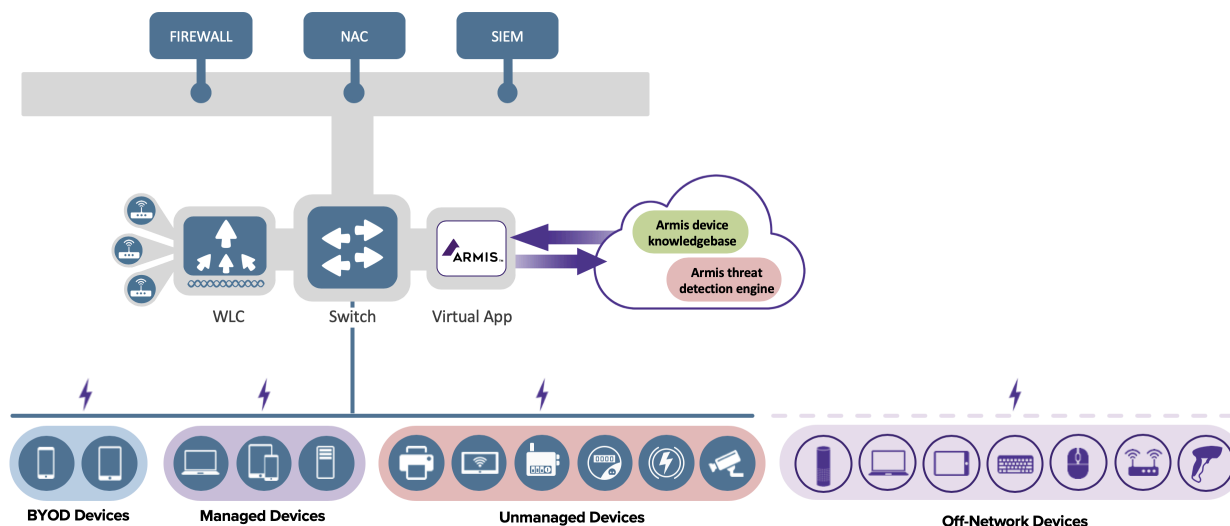 FIREWALL
NAC
SIEM
Armis device
knowledgebase
Armis threat
detection engine
ARMIS™
WLC
Switch
Virtual App
BYOD Devices
Managed Devices
Unmanaged Devices
Off-Network Devices